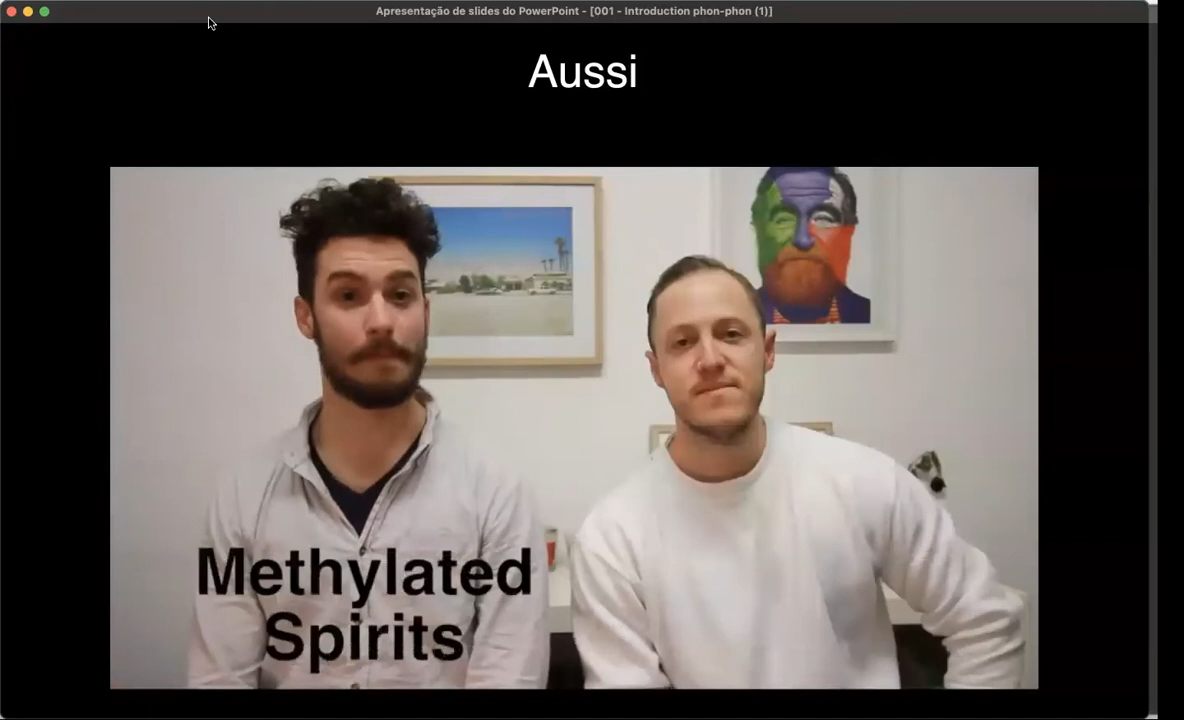 Apresentação de slides do PowerPoint - [001 - Introduction phon-phon (1)]
Aussi
Methylated
Spirits